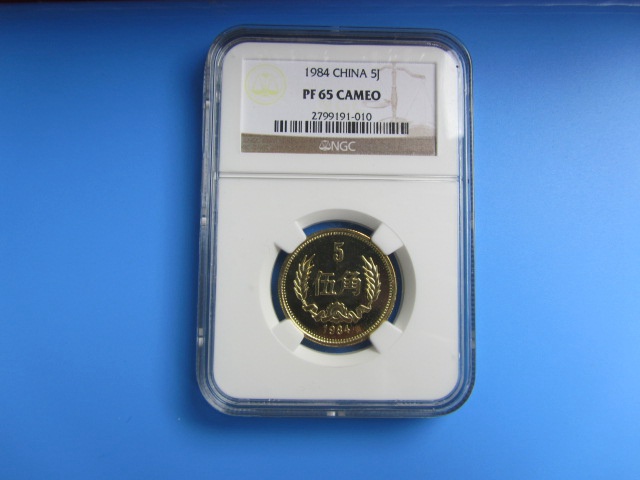 1984 CHINA 5J
PF 65 CAMEO
2799191-010
NGC
5
伍角
1984